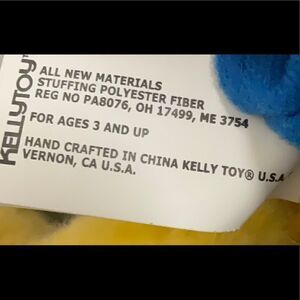 KELLYTOY™
ALL NEW MATERIALS
STUFFING POLYESTER FIBER
REG NO PA8076, OH 17499, ME 3754
FOR AGES 3 AND UP
HAND CRAFTED IN CHINA KELLY TOY® U.S.A
VERNON, CA U.S.A.